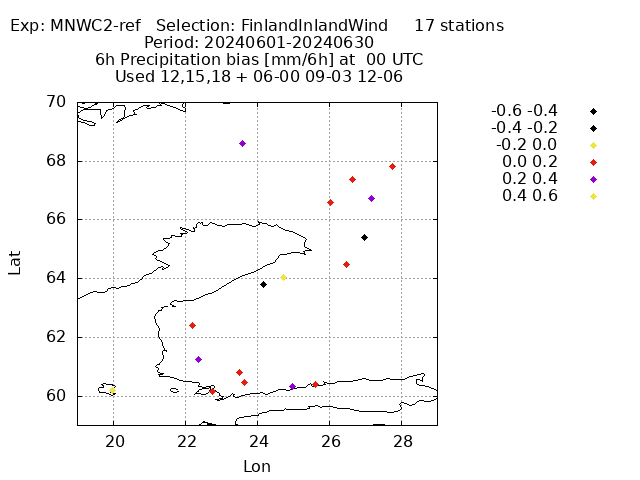 Exp: MNWC2-ref   Selection: FinlandInlandWind     17 stations
Period: 20240601-20240630
6h Precipitation bias [mm/6h] at  00 UTC
Used 12,15,18 + 06-00 09-03 12-06
-0.6 -0.4
-0.4 -0.2
-0.2 0.0
0.0 0.2
0.2 0.4
0.4 0.6
70
68
66
64
62
60
Lat
20 22 24 26 28
Lon